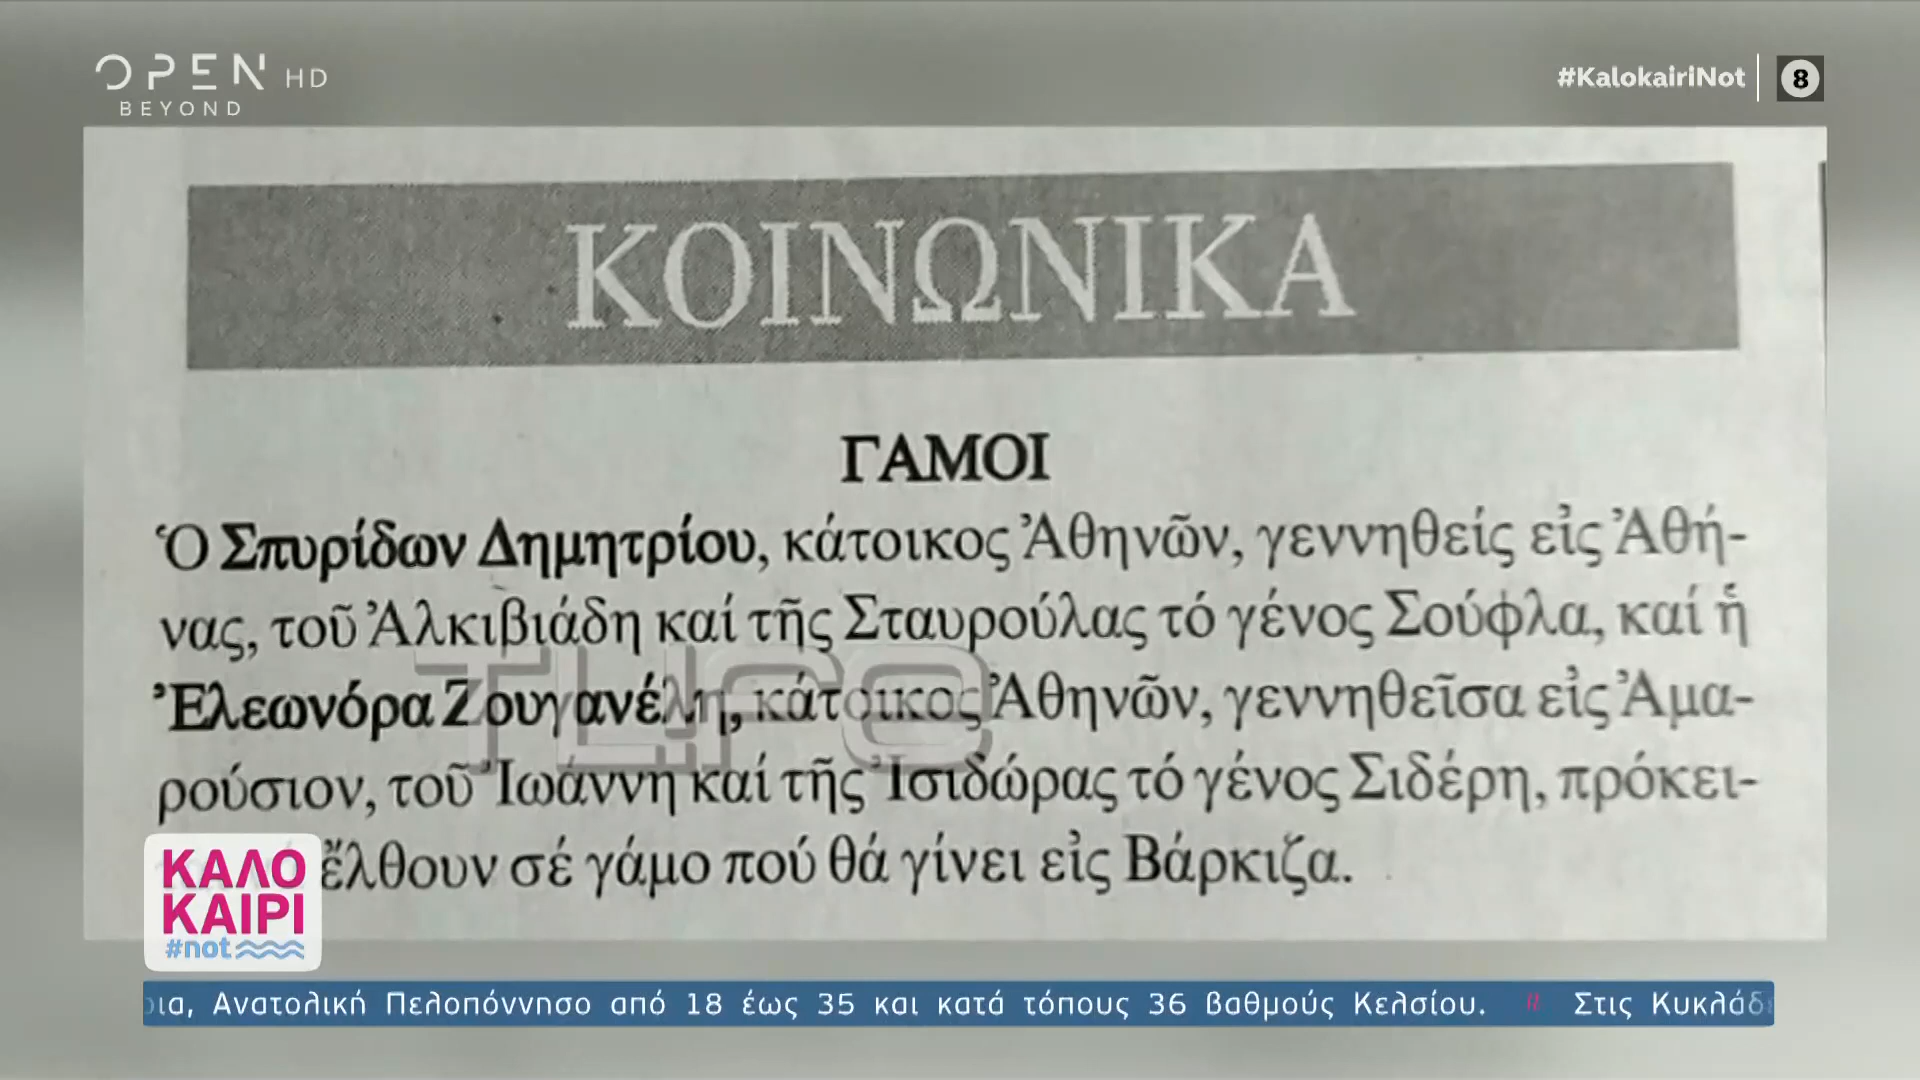 OPEN HD
BEYOND
#KalokairiNot
8
ΚΟΙΝΩΝΙΚΑ
ΓΑΜΟΙ
Ὁ Σπυρίδων Δημητρίου, κάτοικος Ἀθηνῶν, γεννηθείς εἰς Ἀθή-
νας, τοῦ Ἀλκιβιάδη καί τῆς Σταυρούλας τό γένος Σούφλα, καί ἡ
Ἐλεωνόρα Ζουγανέλη, κάτοικος Ἀθηνῶν, γεννηθεῖσα εἰς Ἀμα-
ρούσιον, τοῦ Ἰωάννη καί τῆς Ἰσιδώρας τό γένος Σιδέρη, πρόκει-
ἔλθουν σέ γάμο πού θά γίνει εἰς Βάρκιζα.
TLIFE
ΚΑΛΟ
ΚΑΙΡΙ
#not
ρια, Ανατολική Πελοπόννησο από 18 έως 35 και κατά τόπους 36 βαθμούς Κελσίου. Στις Κυκλάδ